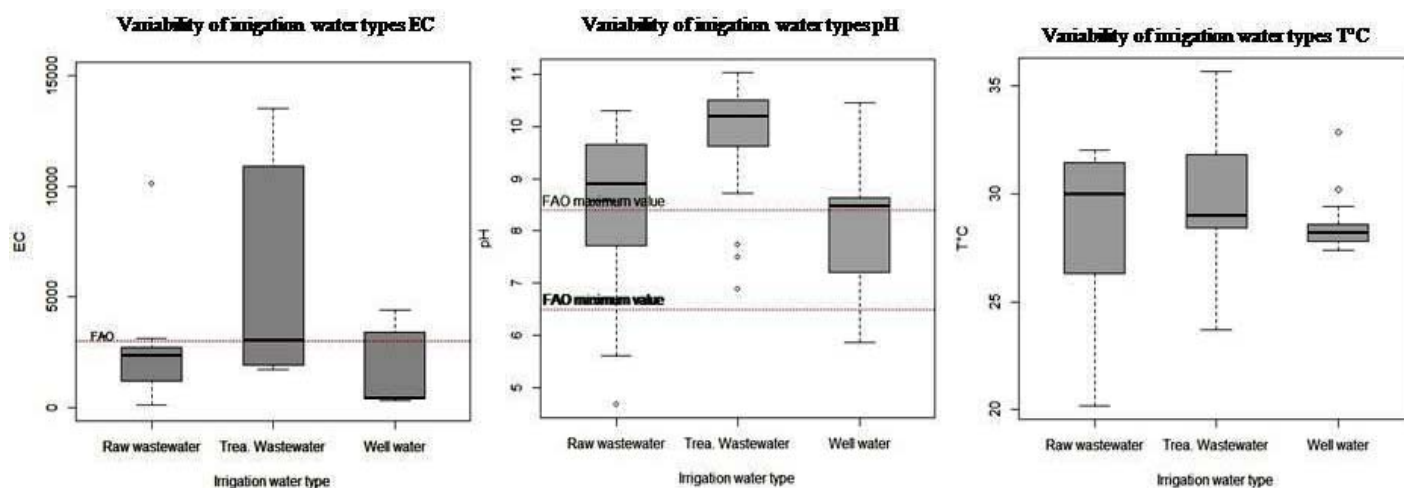 Variability of irrigation water types EC
15000
10000
5000
0
EC
FAO
Raw wastewater Trea. Wastewater Well water
Irrigation water type
Variability of irrigation water types pH
11
10
9
8
7
6
5
pH
FAO maximum value
FAO minimum value
Raw wastewater Trea. Wastewater Well water
Irrigation water type
Variability of irrigation water types T°C
35
30
25
20
T°C
Raw wastewater Trea. Wastewater Well water
Irrigation water type